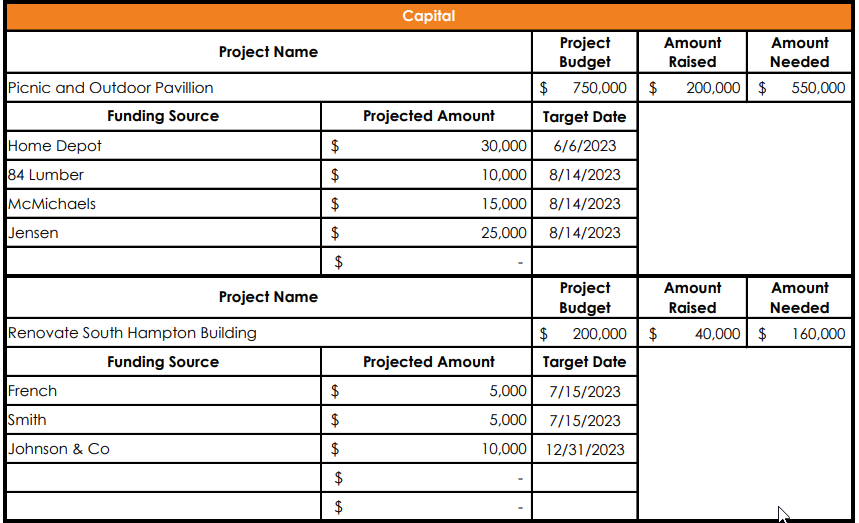 Capital
Project Name Project Budget Amount Raised Amount Needed
Picnic and Outdoor Pavillion $ 750,000 $ 200,000 $ 550,000
Funding Source Projected Amount Target Date
Home Depot $ 30,000 6/6/2023
84 Lumber $ 10,000 8/14/2023
McMichaels $ 15,000 8/14/2023
Jensen $ 25,000 8/14/2023
$ -
Project Name Project Budget Amount Raised Amount Needed
Renovate South Hampton Building $ 200,000 $ 40,000 $ 160,000
Funding Source Projected Amount Target Date
French $ 5,000 7/15/2023
Smith $ 5,000 7/15/2023
Johnson & Co $ 10,000 12/31/2023
$ -
$ -